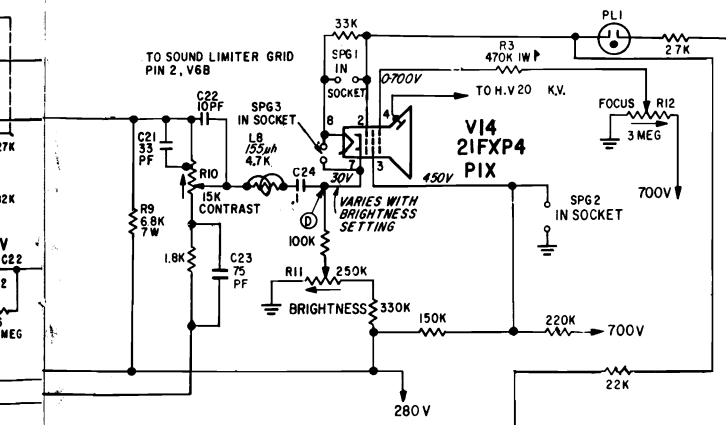 PL1
33K
27K
R3
470K 1W
SPG1
IN
SOCKET
0-700V
TO SOUND LIMITER GRID
PIN 2, V6B
C22
10PF
SPG3
IN SOCKET
L8
155µh
4.7K
8
2
4
7
3
TO H.V 20 K.V.
FOCUS R12
3 MEG
V14
21FXP4
PIX
700V
C21
33
PF
27K
R10
15K
CONTRAST
C24
.1
30V
450V
VARIES WITH
BRIGHTNESS
SETTING
D
SPG2
IN SOCKET
R9
6.8K
7W
32K
V
C22
2
MEG
1.8K
C23
75
PF
100K
R11 250K
BRIGHTNESS
330K
150K
220K
700V
22K
280V